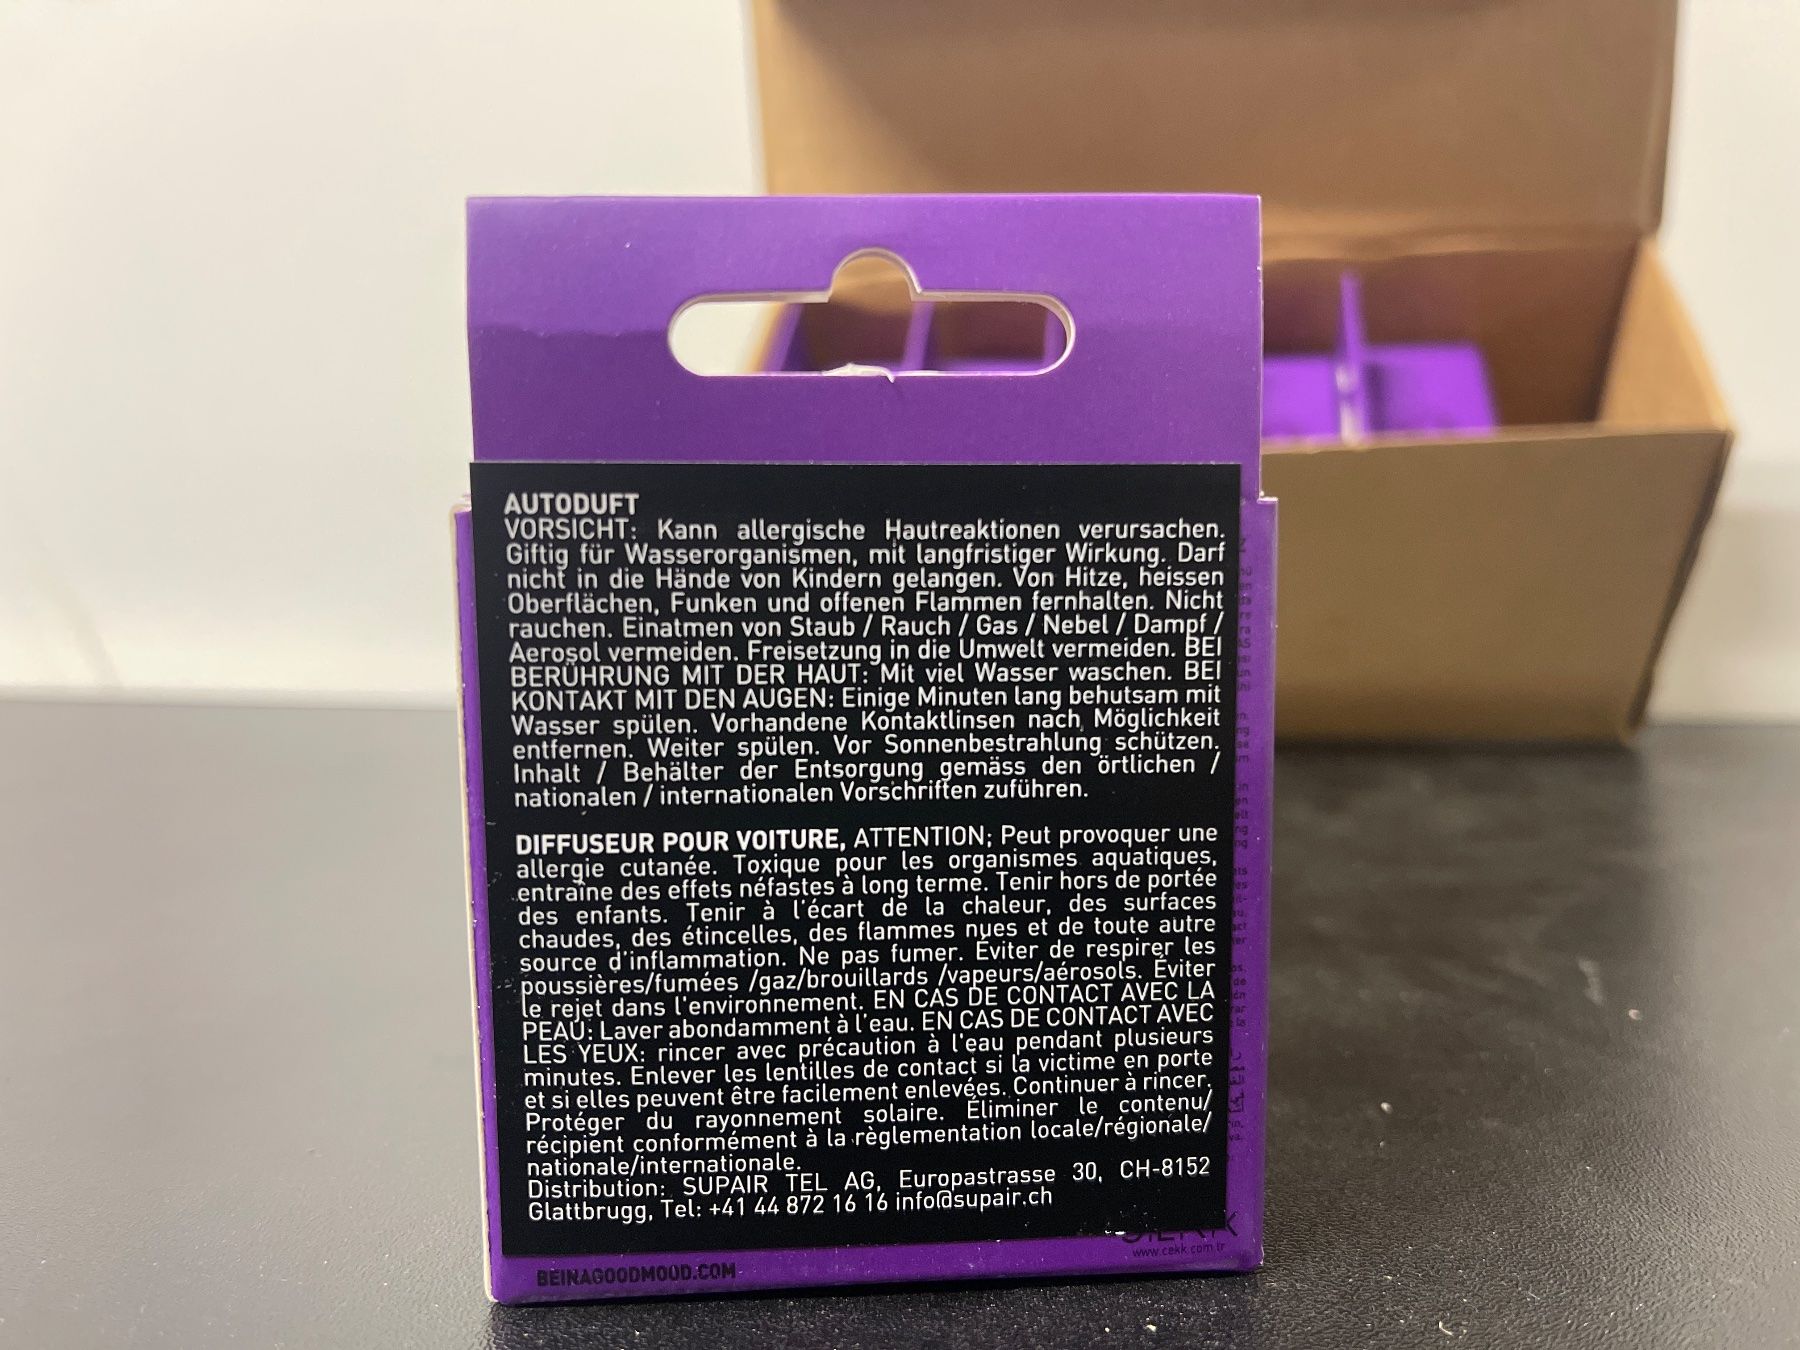 AUTODUFT
VORSICHT: Kann allergische Hautreaktionen verursachen.
Giftig für Wasserorganismen, mit langfristiger Wirkung. Darf
nicht in die Hände von Kindern gelangen. Von Hitze, heissen
Oberflächen, Funken und offenen Flammen fernhalten. Nicht
rauchen. Einatmen von Staub / Rauch / Gas / Nebel / Dampf /
Aerosol vermeiden. Freisetzung in die Umwelt vermeiden. BEI
BERÜHRUNG MIT DER HAUT: Mit viel Wasser waschen. BEI
KONTAKT MIT DEN AUGEN: Einige Minuten lang behutsam mit
Wasser spülen. Vorhandene Kontaktlinsen nach Möglichkeit
entfernen. Weiter spülen. Vor Sonnenbestrahlung schützen.
Inhalt / Behälter der Entsorgung gemäss den örtlichen /
nationalen / internationalen Vorschriften zuführen.
DIFFUSEUR POUR VOITURE, ATTENTION; Peut provoquer une
allergie cutanée. Toxique pour les organismes aquatiques,
entraîne des effets néfastes à long terme. Tenir hors de portée
des enfants. Tenir à l'écart de la chaleur, des surfaces
chaudes, des étincelles, des flammes nues et de toute autre
source d'inflammation. Ne pas fumer. Éviter de respirer les
poussières/fumées /gaz/brouillards /vapeurs/aérosols. Éviter
le rejet dans l'environnement. EN CAS DE CONTACT AVEC LA
PEAU: Laver abondamment à l'eau. EN CAS DE CONTACT AVEC
LES YEUX: rincer avec précaution à l'eau pendant plusieurs
minutes. Enlever les lentilles de contact si la victime en porte
et si elles peuvent être facilement enlevées. Continuer à rincer.
Protéger du rayonnement solaire. Éliminer le contenu/
récipient conformément à la règlementation locale/régionale/
nationale/internationale.
Distribution: SUPAIR TEL AG, Europastrasse 30, CH-8152
Glattbrugg, Tel: +41 44 872 16 16 info@supair.ch
www.cekk.com.tr
BEINAGOODMOOD.COM